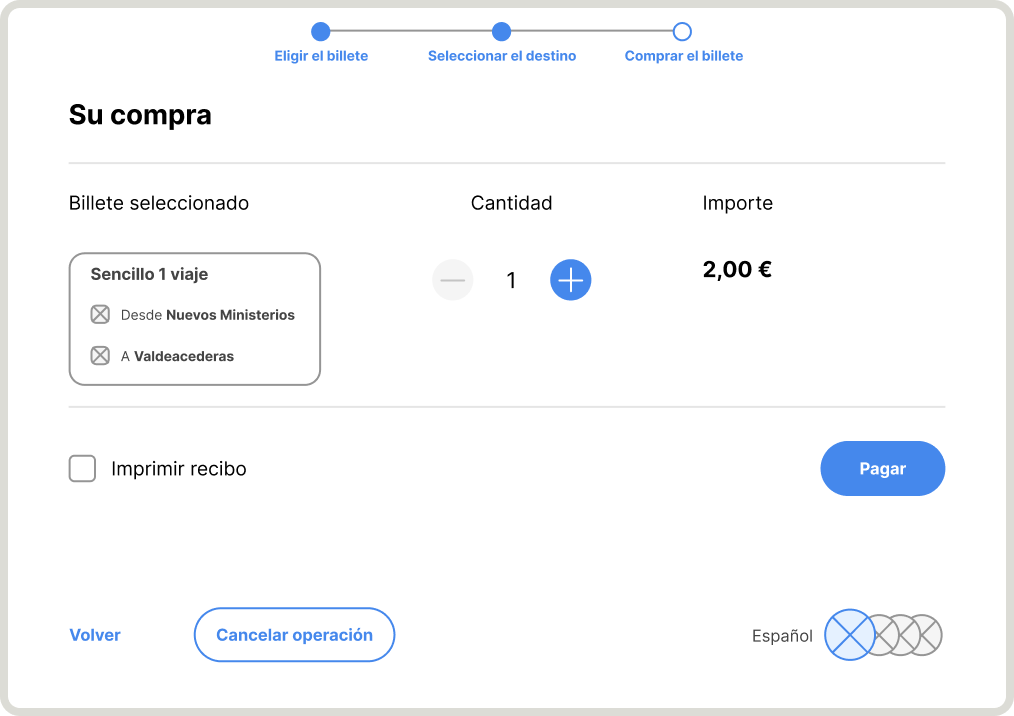 Eligir el billete
Seleccionar el destino
Comprar el billete
Su compra
Billete seleccionado
Cantidad
Importe
Sencillo 1 viaje
Desde Nuevos Ministerios
A Valdeacederas
1
2,00 €
Imprimir recibo
Pagar
Volver
Cancelar operación
Español